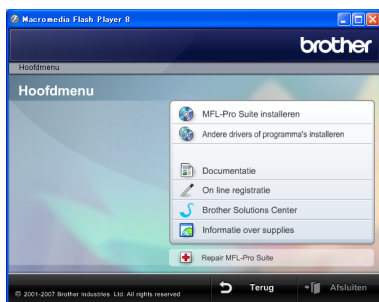 Macromedia Flash Player 8
brother
Hoofdmenu
Hoofdmenu
MFL-Pro Suite installeren
Andere drivers of programma's installeren
Documentatie
On line registratie
Brother Solutions Center
Informatie over supplies
Repair MFL-Pro Suite
© 2001-2007 Brother Industries Ltd. All rights reserved
Terug
Afsluiten